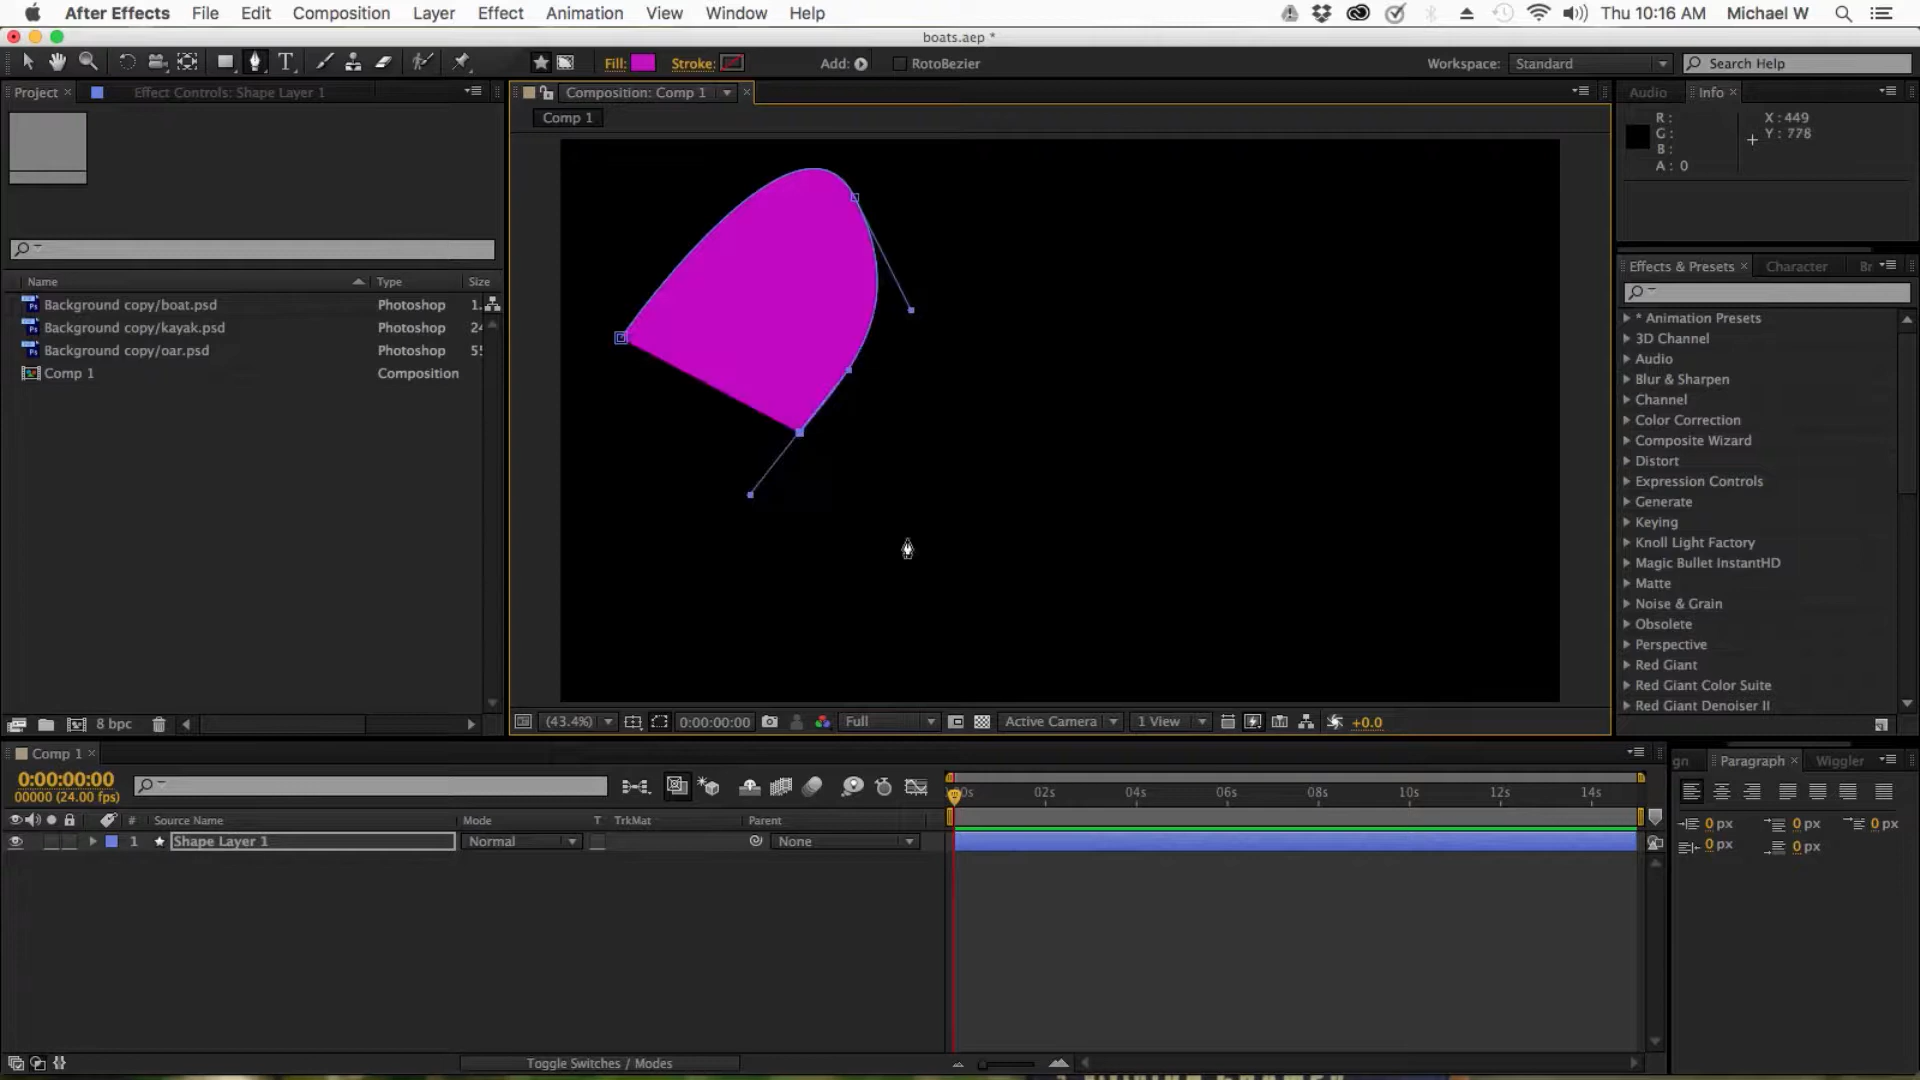 After Effects File Edit Composition Layer Effect Animation View Window Help Thu 10:16 AM Michael W
boats.aep *
T Fill: Stroke: Add: RotoBezier Workspace: Standard Search Help
Project × Effect Controls: Shape Layer 1 Composition: Comp 1 × Audio Info ×
Comp 1
R : X : 449
G : Y : 778
B :
A : 0
Name Type Size
Background copy/boat.psd Photoshop 1.
Background copy/kayak.psd Photoshop 24
Background copy/oar.psd Photoshop 5
Comp 1 Composition
Effects & Presets × Character Br
* Animation Presets
3D Channel
Audio
Blur & Sharpen
Channel
Color Correction
Composite Wizard
Distort
Expression Controls
Generate
Keying
Knoll Light Factory
Magic Bullet InstantHD
Matte
Noise & Grain
Obsolete
Perspective
Red Giant
Red Giant Color Suite
Red Giant Denoiser II
8 bpc (43.4%) 0:00:00:00 Full Active Camera 1 View +0.0
Comp 1 ×
0:00:00:00
00000 (24.00 fps)
00s 02s 04s 06s 08s 10s 12s 14s
# Source Name Mode T TrkMat Parent
1 Shape Layer 1 Normal None
gn Paragraph × Wiggler
0 px 0 px 0 px
0 px 0 px
Toggle Switches / Modes